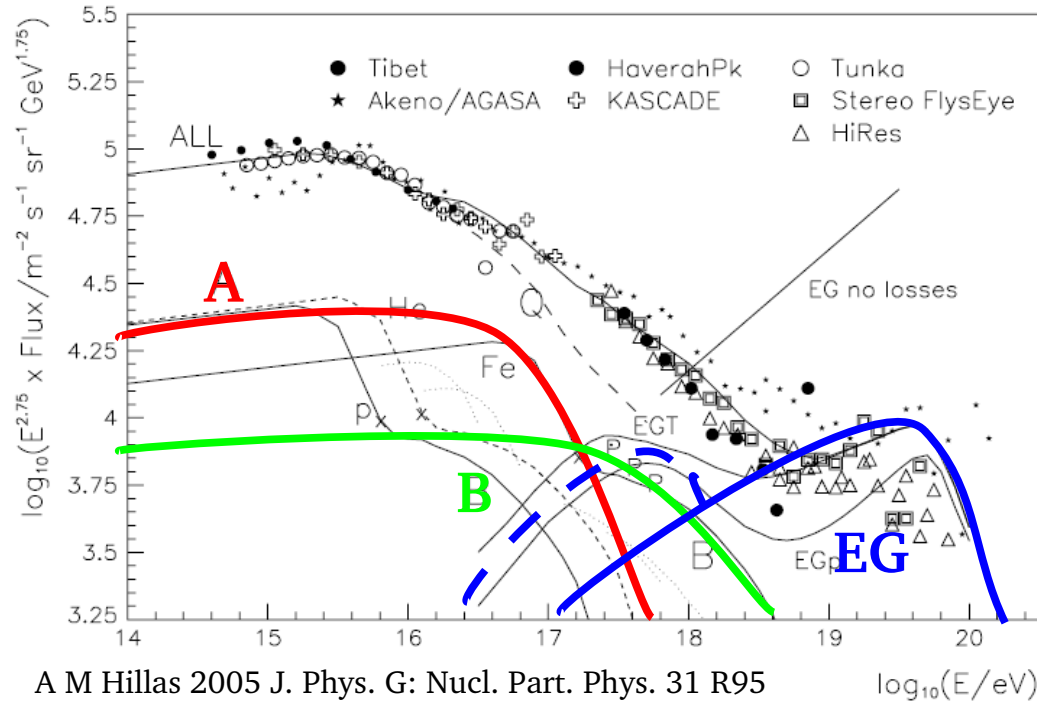 5.5
5.25
5
4.75
4.5
4.25
4
3.75
3.5
3.25
log₁₀(E²·⁷⁵ x Flux/m⁻² s⁻¹ sr⁻¹ GeV¹·⁷⁵)
Tibet HaverahPk Tunka
Akeno/AGASA KASCADE Stereo FlysEye
HiRes
ALL
EG no losses
A
He
Q
Fe
p
EGT
P
P
P
B
B
EGp
EG
14 15 16 17 18 19 20
A M Hillas 2005 J. Phys. G: Nucl. Part. Phys. 31 R95
log₁₀(E/eV)